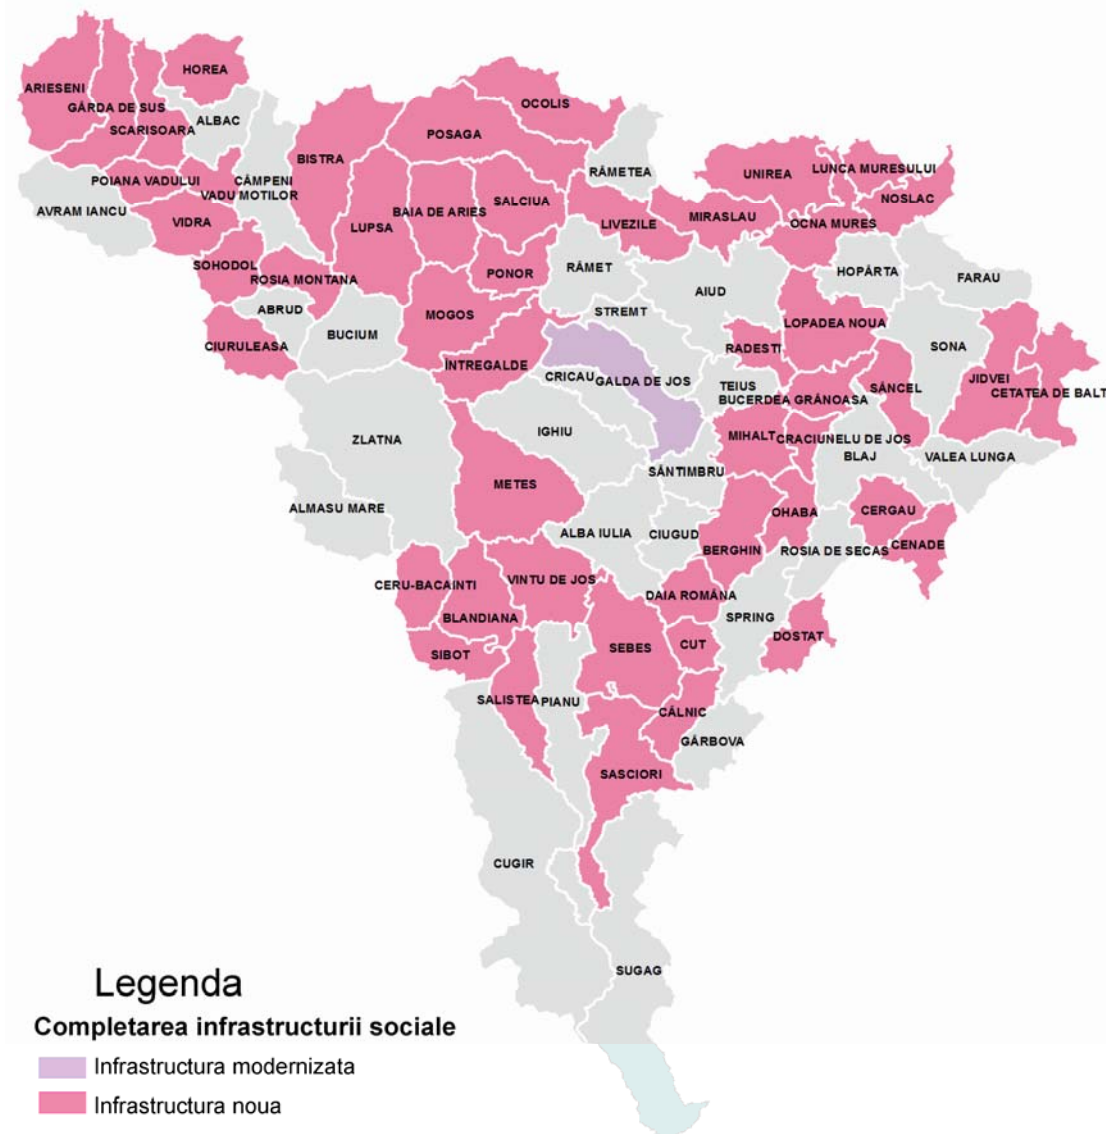 HOREA
ARIESENI
GÂRDA DE SUS
SCARISOARA
ALBAC
OCOLIS
POSAGA
BISTRA
RÂMETEA
UNIREA
LUNCA MURESULUI
POIANA VADULUI
VADU MOTILOR
CÂMPENI
NOSLAC
AVRAM IANCU
VIDRA
BAIA DE ARIES
SALCIUA
LUPSA
LIVEZILE
MIRASLAU
OCNA MURES
SOHODOL
ROSIA MONTANA
PONOR
RÂMET
HOPÂRTA
FARAU
AIUD
ABRUD
BUCIUM
MOGOS
STREMT
LOPADEA NOUA
CIURULEASA
RADESTI
SONA
ÎNTREGALDE
CRICAU
GALDA DE JOS
TEIUS
BUCERDEA GRÂNOASA
SÂNCEL
JIDVEI
CETATEA DE BALT
ZLATNA
IGHIU
MIHALT
CRACIUNELU DE JOS
BLAJ
VALEA LUNGA
SÂNTIMBRU
METES
ALMASU MARE
ALBA IULIA
CIUGUD
OHABA
CERGAU
BERGHIN
ROSIA DE SECAS
CENADE
CERU-BACAINTI
VINTU DE JOS
DAIA ROMÂNA
BLANDIANA
SPRING
DOSTAT
SIBOT
SEBES
CUT
SALISTEA
PIANU
CÂLNIC
GÂRBOVA
SASCIORI
CUGIR
SUGAG
Legenda
Completarea infrastructurii sociale
Infrastructura modernizata
Infrastructura noua